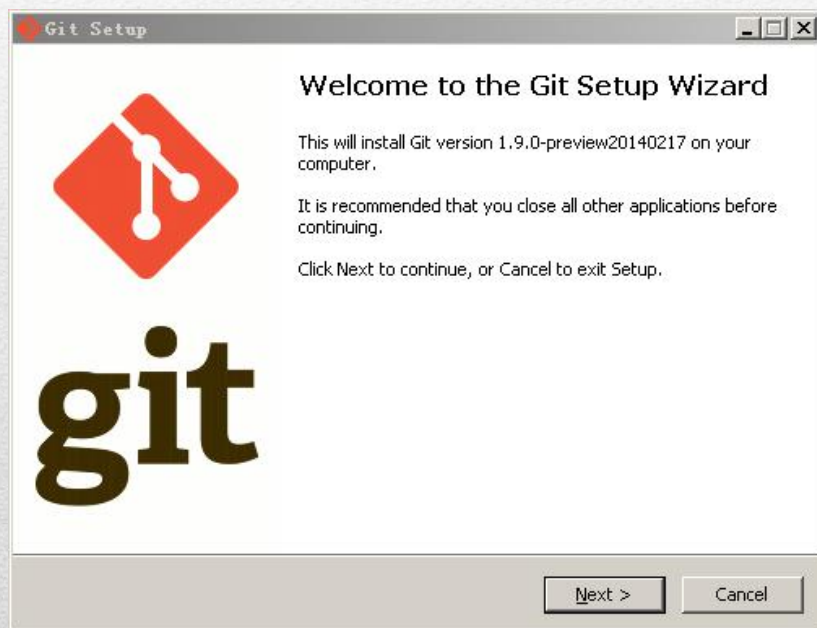 Git Setup
Welcome to the Git Setup Wizard
This will install Git version 1.9.0-preview20140217 on your
computer.
It is recommended that you close all other applications before
continuing.
Click Next to continue, or Cancel to exit Setup.
git
Next >
Cancel